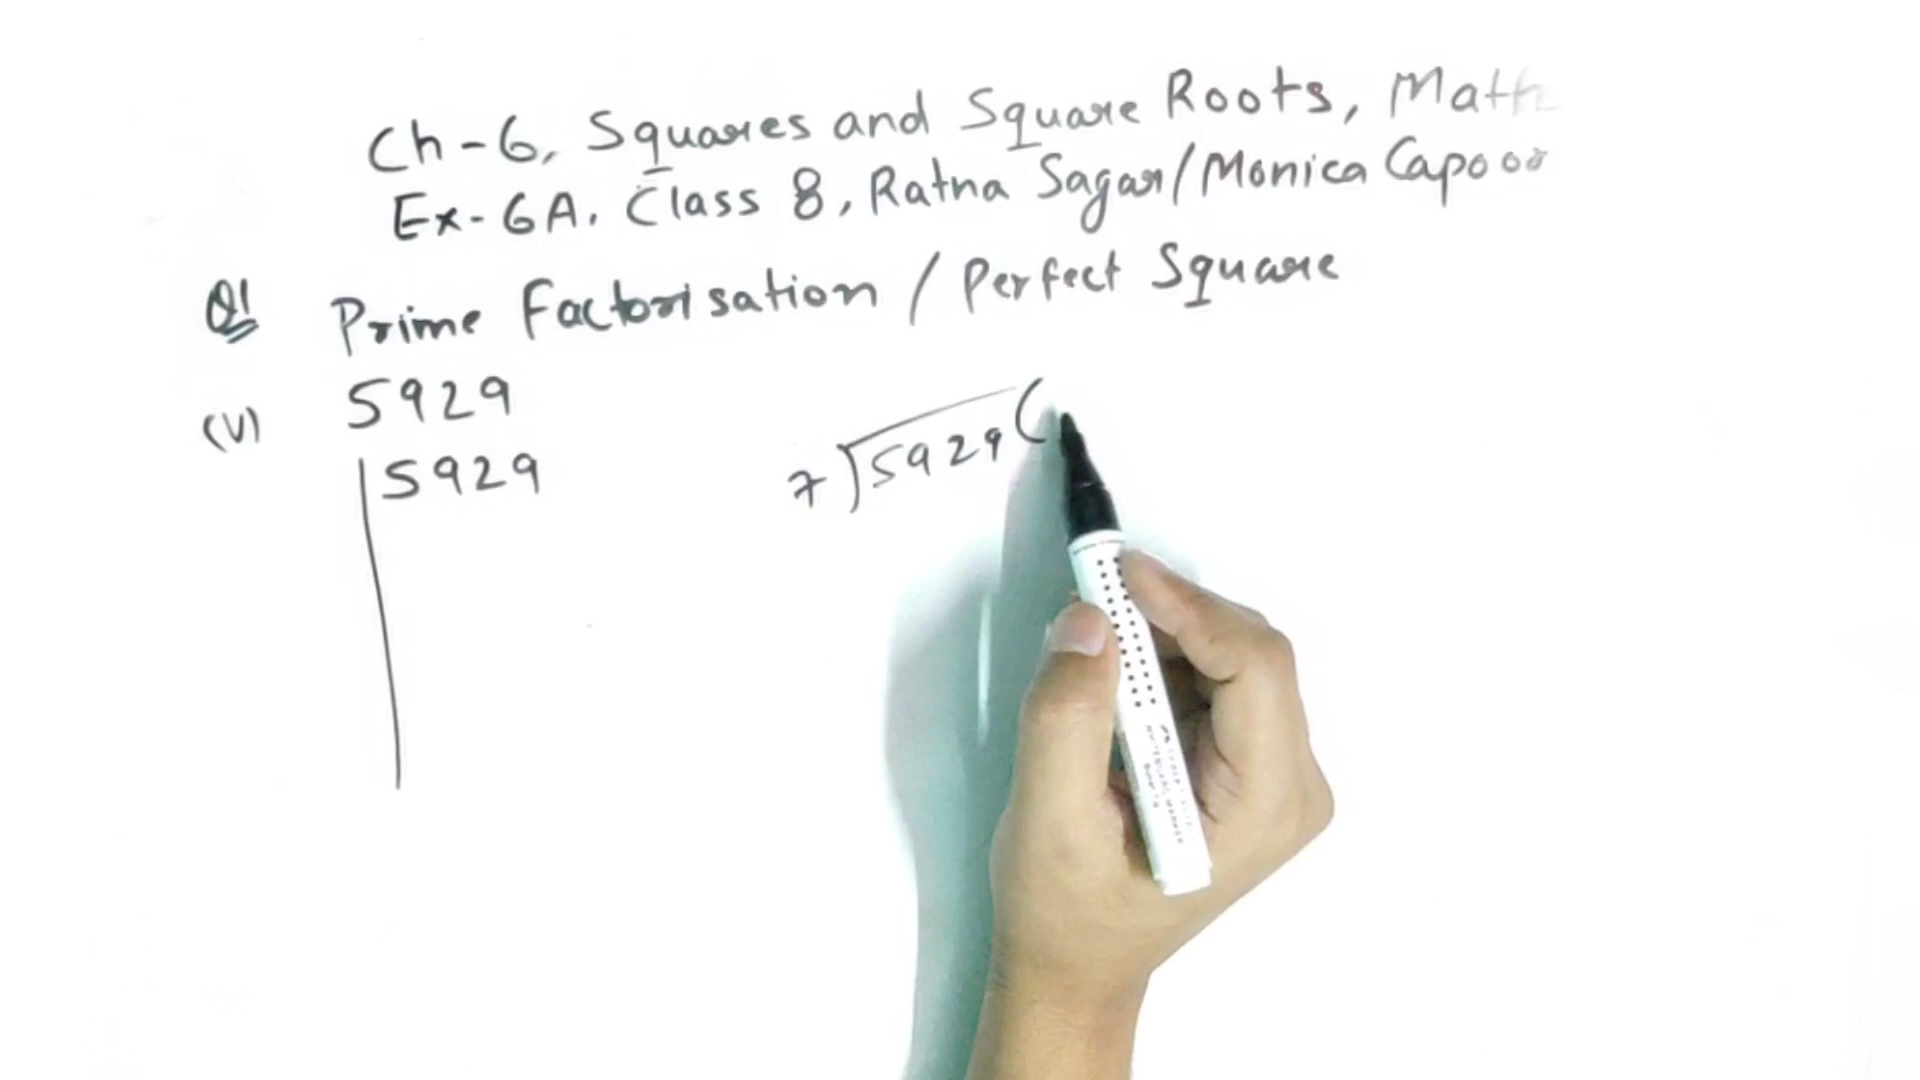 Ch-6, Squares and Square Roots, Math
Ex-6A. Class 8, Ratna Sagar/Monica Capoor
Q1 Prime Factorisation / Perfect Square
(V) 5929
5929
7)5929(